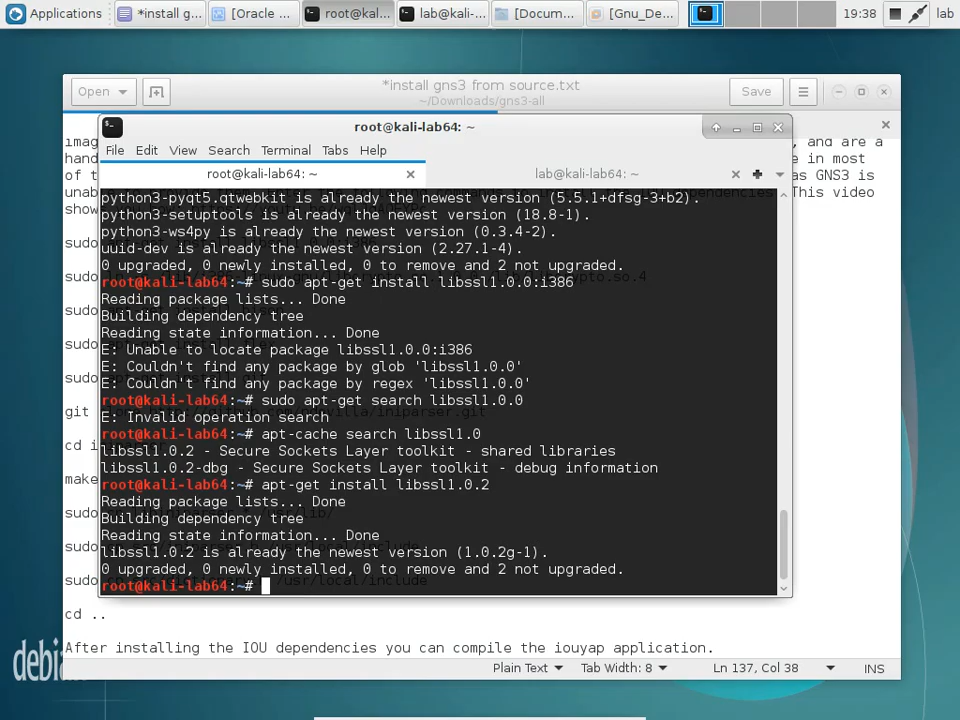 Applications
*install g...
[Oracle ...
root@kal...
lab@kali-...
[Docum...
[Gnu_De...
19:38
lab
Open
*install gns3 from source.txt
~/Downloads/gns3-all
Save
root@kali-lab64: ~
File Edit View Search Terminal Tabs Help
root@kali-lab64: ~
lab@kali-lab64: ~
imag
, and are a
hand
e in most
of t
as GNS3 is
unab
This video
show
python3-pyqt5.qtwebkit is already the newest version (5.5.1+dfsg-3+b2).
python3-setuptools is already the newest version (18.8-1).
python3-ws4py is already the newest version (0.3.4-2).
uuid-dev is already the newest version (2.27.1-4).
0 upgraded, 0 newly installed, 0 to remove and 2 not upgraded.
root@kali-lab64:~# sudo apt-get install libssl1.0.0:i386
Reading package lists... Done
Building dependency tree
Reading state information... Done
E: Unable to locate package libssl1.0.0:i386
E: Couldn't find any package by glob 'libssl1.0.0'
E: Couldn't find any package by regex 'libssl1.0.0'
root@kali-lab64:~# sudo apt-get search libssl1.0.0
E: Invalid operation search
root@kali-lab64:~# apt-cache search libssl1.0
libssl1.0.2 - Secure Sockets Layer toolkit - shared libraries
libssl1.0.2-dbg - Secure Sockets Layer toolkit - debug information
root@kali-lab64:~# apt-get install libssl1.0.2
Reading package lists... Done
Building dependency tree
Reading state information... Done
libssl1.0.2 is already the newest version (1.0.2g-1).
0 upgraded, 0 newly installed, 0 to remove and 2 not upgraded.
root@kali-lab64:~#
sudo
sudo
sudo
sudo
sudo
git
cd
make
sudo
sudo
sudo
cd ..
After installing the IOU dependencies you can compile the iouyap application.
debia
Plain Text
Tab Width: 8
Ln 137, Col 38
INS